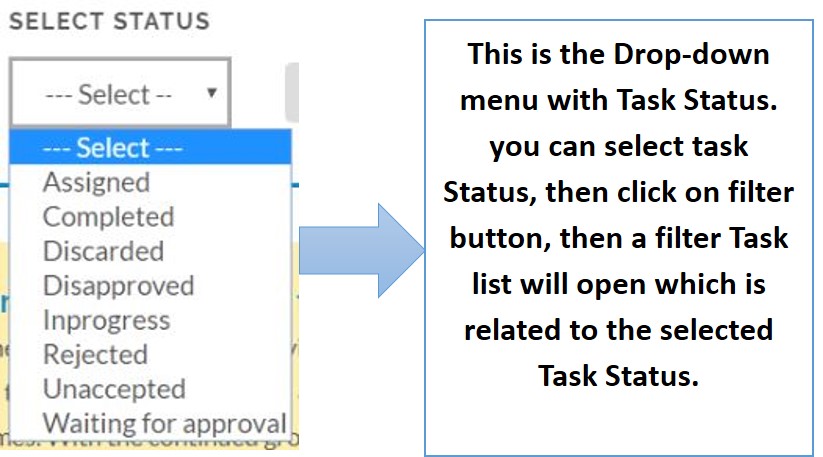 SELECT STATUS
--- Select --
--- Select ---
Assigned
Completed
Discarded
Disapproved
Inprogress
Rejected
Unaccepted
Waiting for approval
This is the Drop-down
menu with Task Status.
you can select task
Status, then click on filter
button, then a filter Task
list will open which is
related to the selected
Task Status.